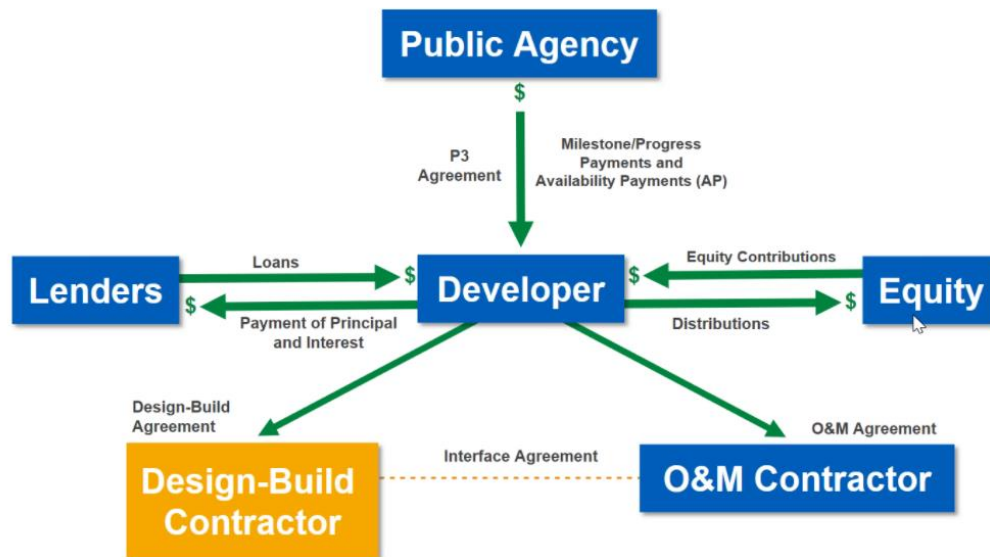 Public Agency
$
P3
Agreement
Milestone/Progress
Payments and
Availability Payments (AP)
Loans
$
$
Equity Contributions
Lenders
Developer
Equity
$
Payment of Principal
and Interest
Distributions
$
Design-Build
Agreement
O&M Agreement
Interface Agreement
Design-Build
Contractor
O&M Contractor